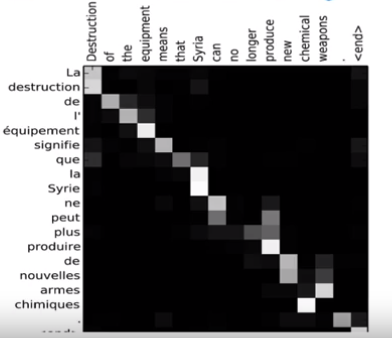 Destruction
of
the
equipment
means
that
Syria
can
no
longer
produce
new
chemical
weapons
.
<end>
La
destruction
de
l'
équipement
signifie
que
la
Syrie
ne
peut
plus
produire
de
nouvelles
armes
chimiques
.